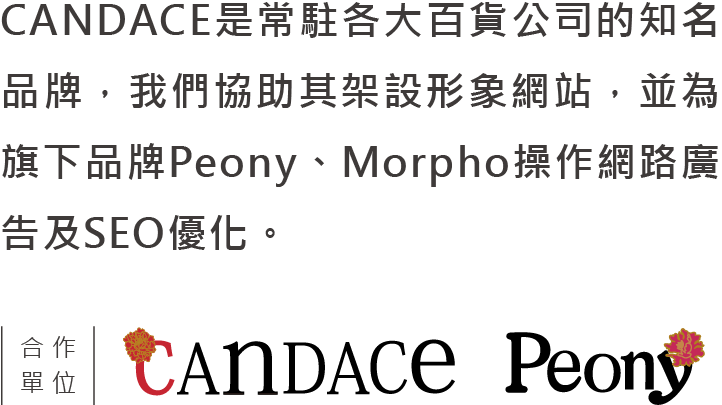 CANDACE是常駐各大百貨公司的知名
品牌，我們協助其架設形象網站，並為
旗下品牌Peony、Morpho操作網路廣
告及SEO優化。
合作
單位
CANDACE Peony